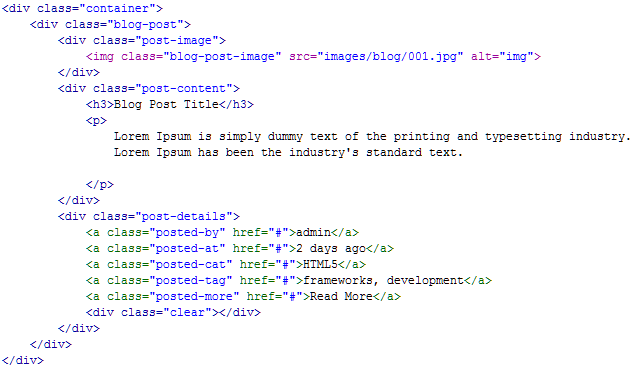 <div class="container">
    <div class="blog-post">
        <div class="post-image">
            <img class="blog-post-image" src="images/blog/001.jpg" alt="img">
        </div>
        <div class="post-content">
            <h3>Blog Post Title</h3>
            <p>
                Lorem Ipsum is simply dummy text of the printing and typesetting industry.
                Lorem Ipsum has been the industry's standard text.

            </p>
        </div>
        <div class="post-details">
            <a class="posted-by" href="#">admin</a>
            <a class="posted-at" href="#">2 days ago</a>
            <a class="posted-cat" href="#">HTML5</a>
            <a class="posted-tag" href="#">frameworks, development</a>
            <a class="posted-more" href="#">Read More</a>
            <div class="clear"></div>
        </div>
    </div>
</div>